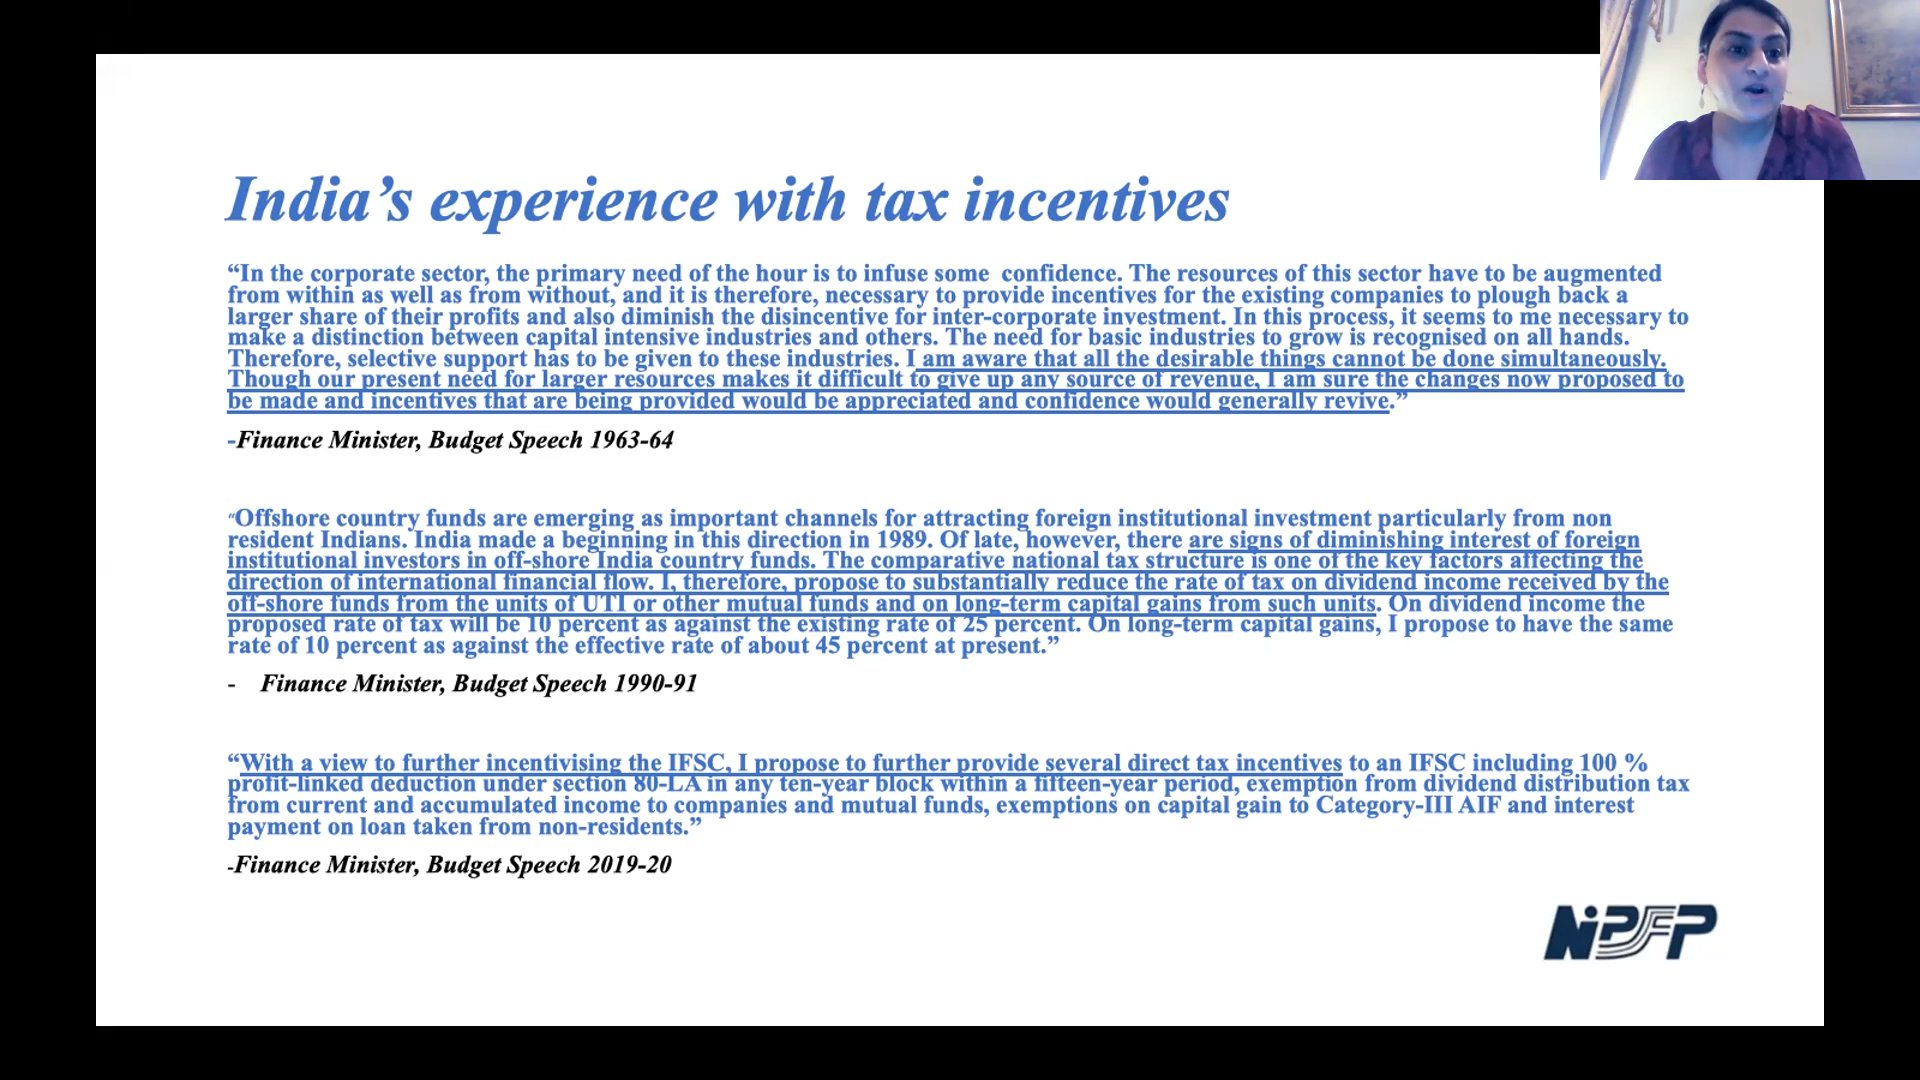 India’s experience with tax incentives
“In the corporate sector, the primary need of the hour is to infuse some  confidence. The resources of this sector have to be augmented
from within as well as from without, and it is therefore, necessary to provide incentives for the existing companies to plough back a
larger share of their profits and also diminish the disincentive for inter-corporate investment. In this process, it seems to me necessary to
make a distinction between capital intensive industries and others. The need for basic industries to grow is recognised on all hands.
Therefore, selective support has to be given to these industries. I am aware that all the desirable things cannot be done simultaneously.
Though our present need for larger resources makes it difficult to give up any source of revenue, I am sure the changes now proposed to
be made and incentives that are being provided would be appreciated and confidence would generally revive.”
-Finance Minister, Budget Speech 1963-64
“Offshore country funds are emerging as important channels for attracting foreign institutional investment particularly from non
resident Indians. India made a beginning in this direction in 1989. Of late, however, there are signs of diminishing interest of foreign
institutional investors in off-shore India country funds. The comparative national tax structure is one of the key factors affecting the
direction of international financial flow. I, therefore, propose to substantially reduce the rate of tax on dividend income received by the
off-shore funds from the units of UTI or other mutual funds and on long-term capital gains from such units. On dividend income the
proposed rate of tax will be 10 percent as against the existing rate of 25 percent. On long-term capital gains, I propose to have the same
rate of 10 percent as against the effective rate of about 45 percent at present.”
- Finance Minister, Budget Speech 1990-91
“With a view to further incentivising the IFSC, I propose to further provide several direct tax incentives to an IFSC including 100 %
profit-linked deduction under section 80-LA in any ten-year block within a fifteen-year period, exemption from dividend distribution tax
from current and accumulated income to companies and mutual funds, exemptions on capital gain to Category-III AIF and interest
payment on loan taken from non-residents.”
-Finance Minister, Budget Speech 2019-20
NIPFP